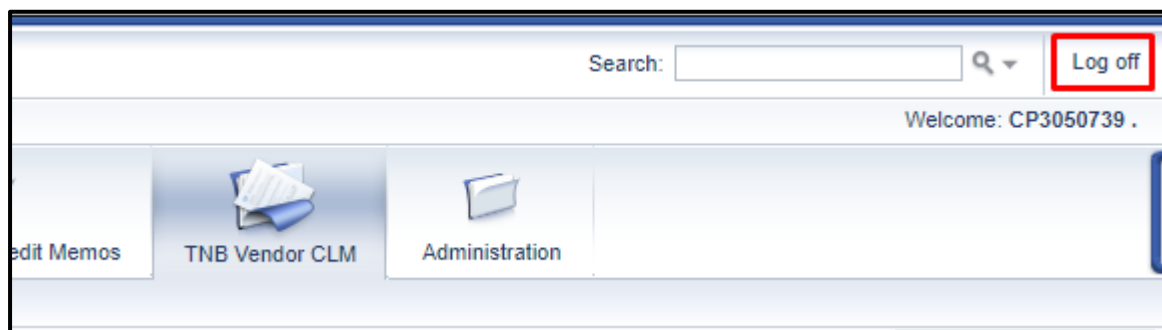 Search:
Log off
Welcome: CP3050739 .
edit Memos
TNB Vendor CLM
Administration